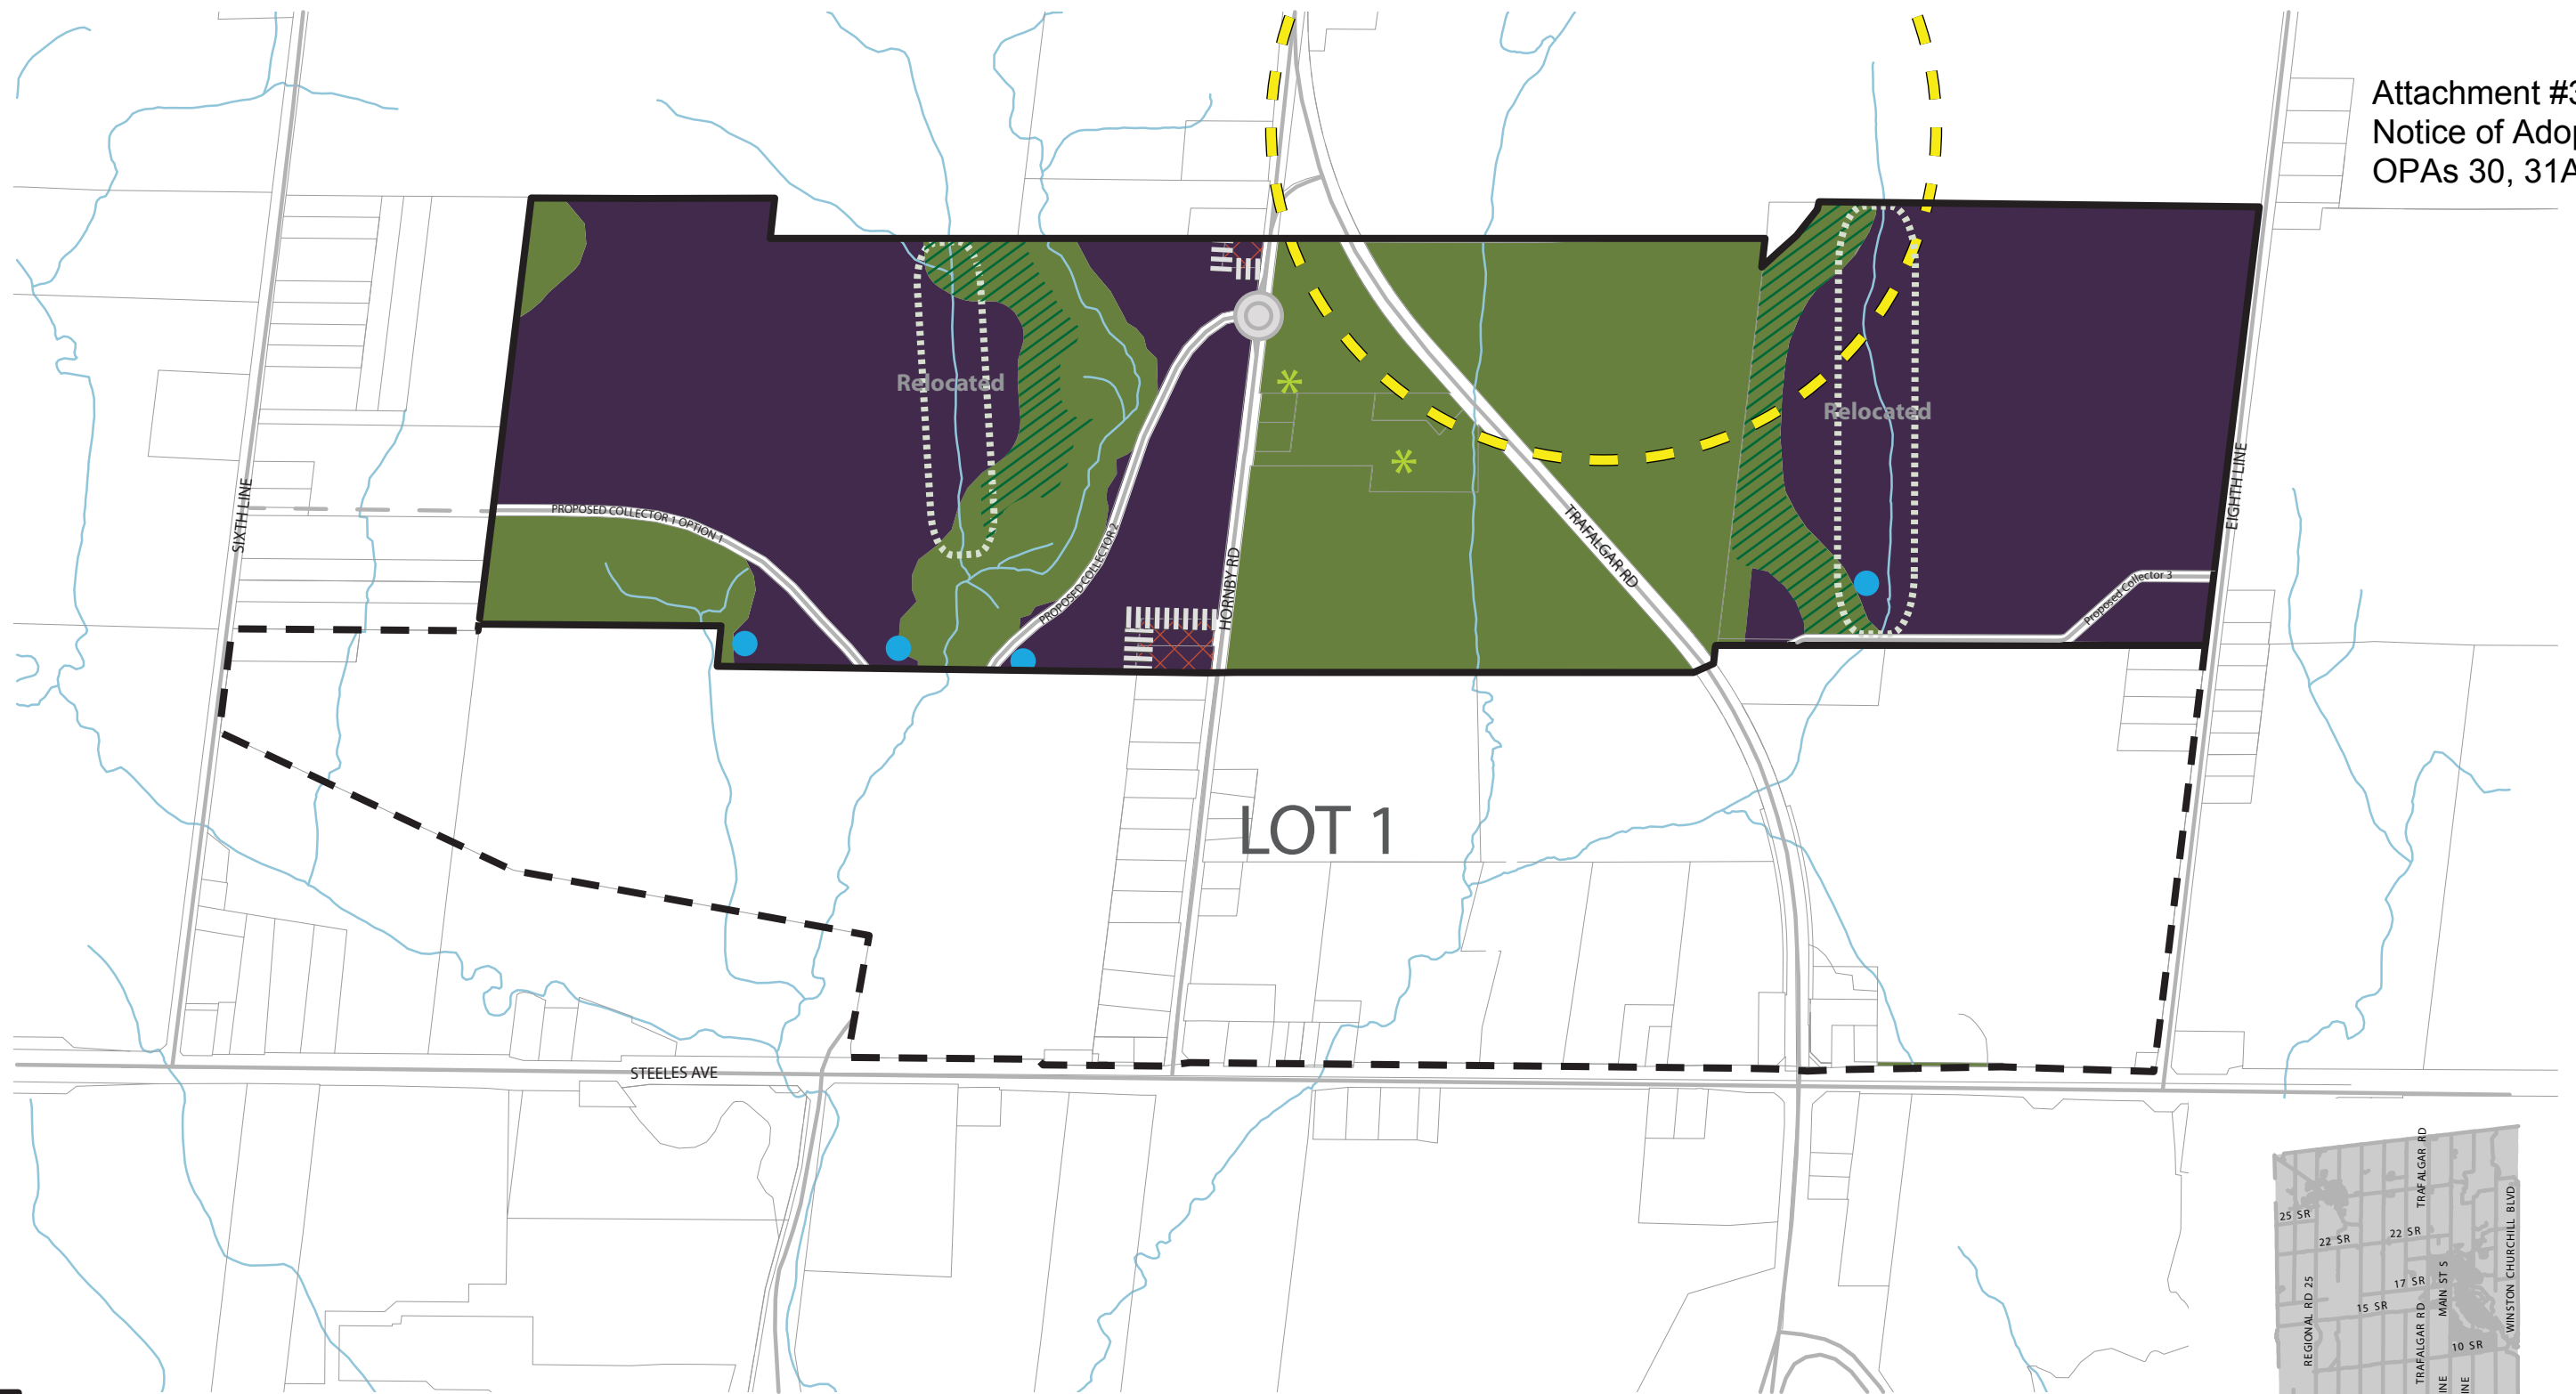 Attachment #3
Notice of Adop
OPAs 30, 31A
Relocated
Relocated
PROPOSED COLLECTOR 1 OPTION 1
PROPOSED COLLECTOR 2
Proposed Collector 3
SIXTH LINE
HORNBY RD
TRAFALGAR RD
EIGHTH LINE
LOT 1
STEELES AVE
TRAFALGAR RD
25 SR
22 SR
22 SR
WINSTON CHURCHILL BLVD
REGIONAL RD 25
17 SR
MAIN ST S
15 SR
TRAFALGAR RD
10 SR
INE
INE